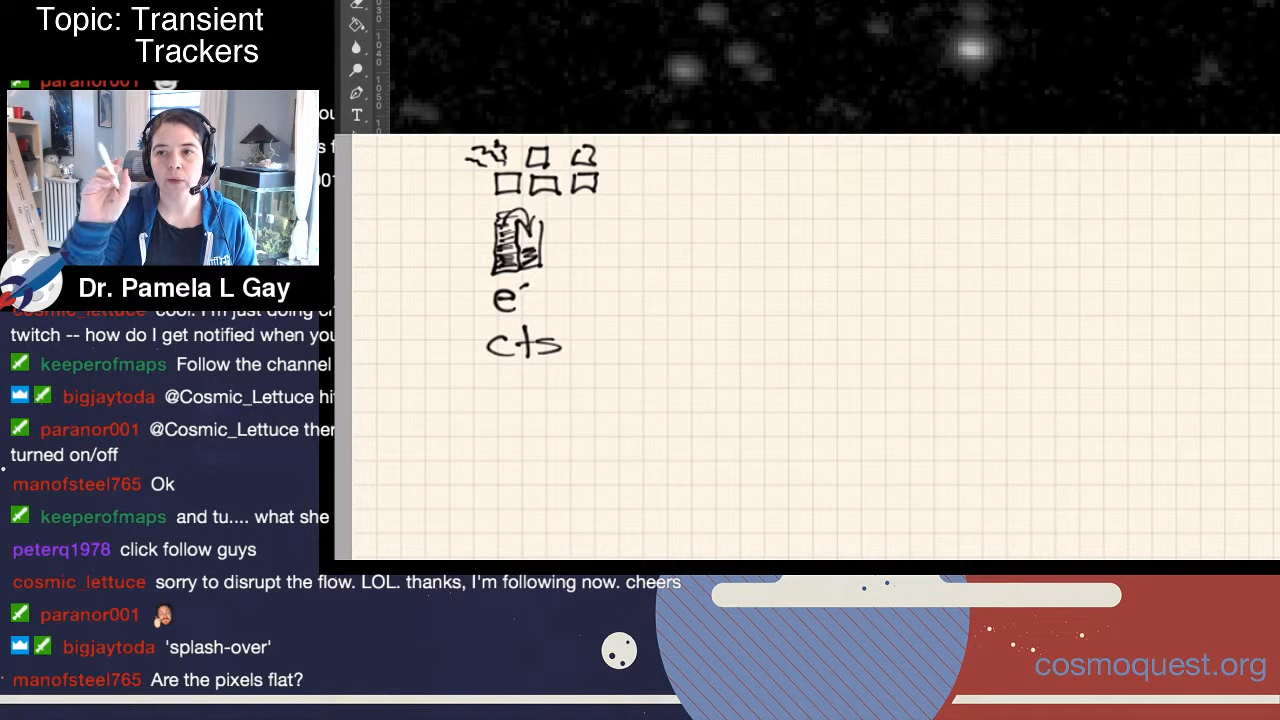 Topic: Transient
Trackers
paranor001
Dr. Pamela L Gay
twitch -- how do I get notified when you
keeperofmaps Follow the channel
bigjaytoda @Cosmic_Lettuce hi
paranor001 @Cosmic_Lettuce ther
turned on/off
manofsteel765 Ok
keeperofmaps and tu.... what she
peterq1978 click follow guys
cosmic_lettuce sorry to disrupt the flow. LOL. thanks, I'm following now. cheers
paranor001
bigjaytoda 'splash-over'
manofsteel765 Are the pixels flat?
e-
cts
cosmoquest.org